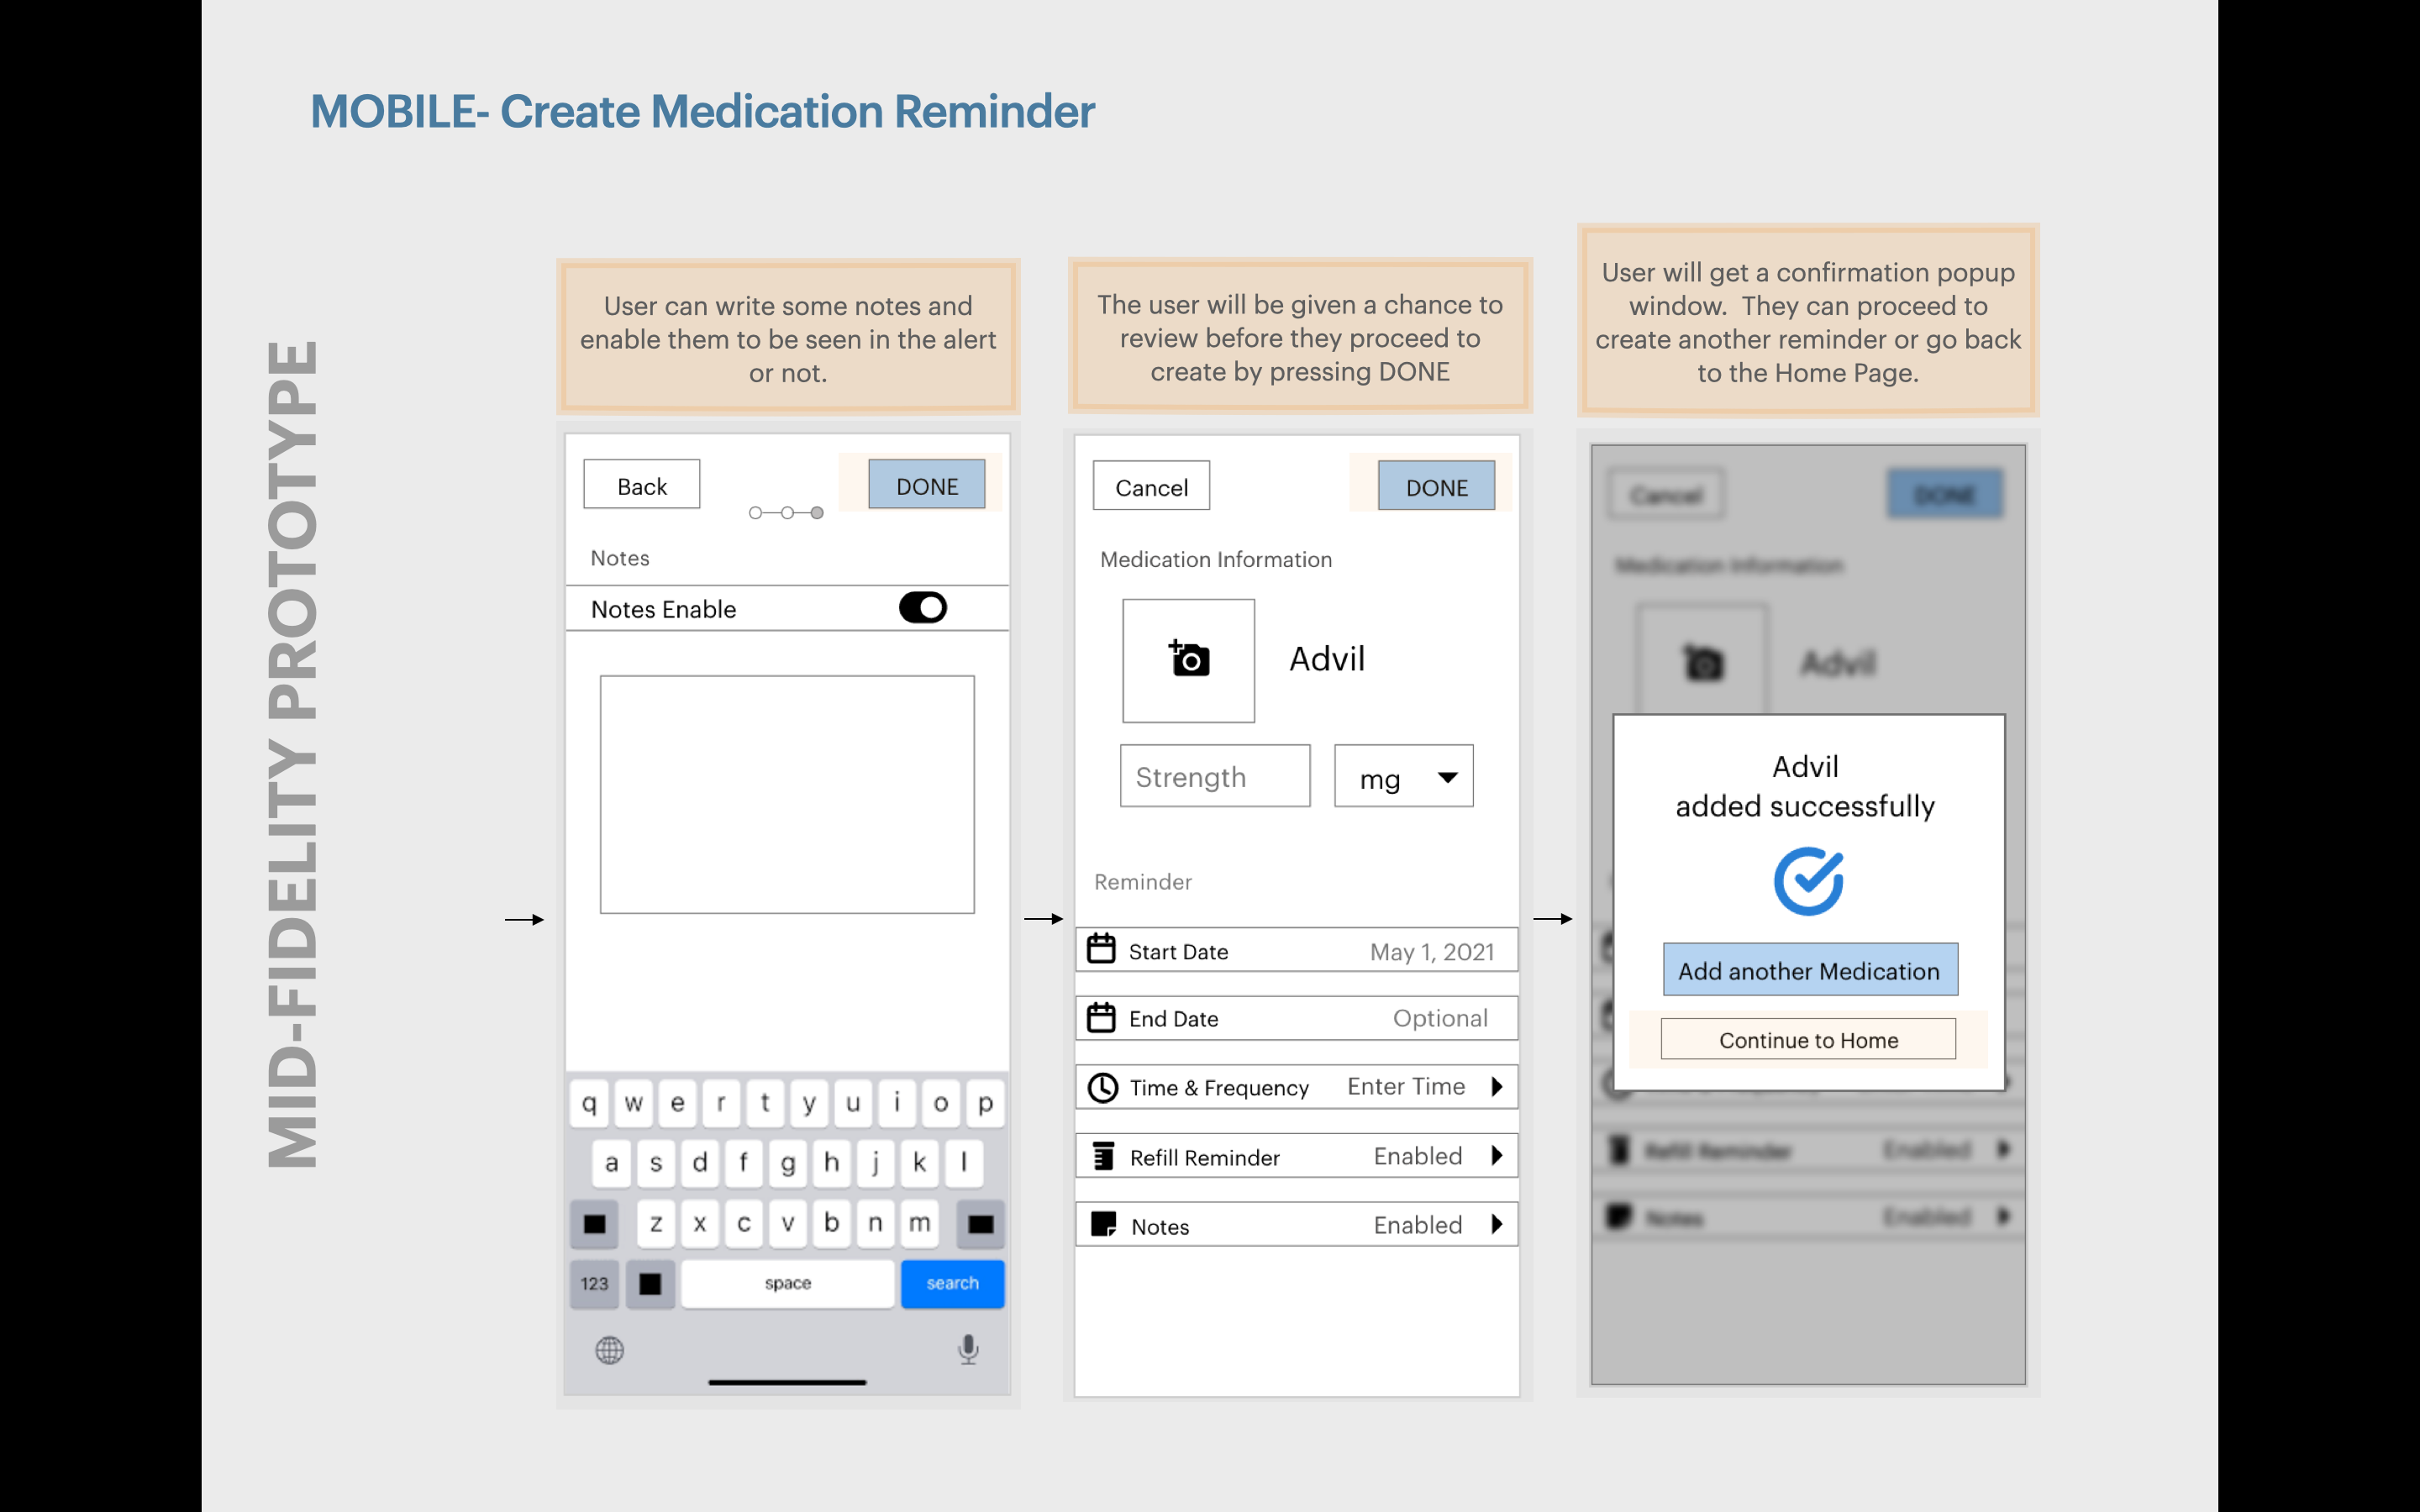 MOBILE- Create Medication Reminder
MID-FIDELITY PROTOTYPE
User can write some notes and
enable them to be seen in the alert
or not.
Back
DONE
Notes
Notes Enable
q w e r t y u i o p
a s d f g h j k l
z x c v b n m
123
space
search
The user will be given a chance to
review before they proceed to
create by pressing DONE
Cancel
DONE
Medication Information
Advil
Strength
mg
Reminder
Start Date May 1, 2021
End Date Optional
Time & Frequency Enter Time
Refill Reminder Enabled
Notes Enabled
User will get a confirmation popup
window. They can proceed to
create another reminder or go back
to the Home Page.
Cancel
DONE
Medication Information
Advil
Advil
added successfully
Add another Medication
Continue to Home
Refill Reminder Enabled
Notes Enabled